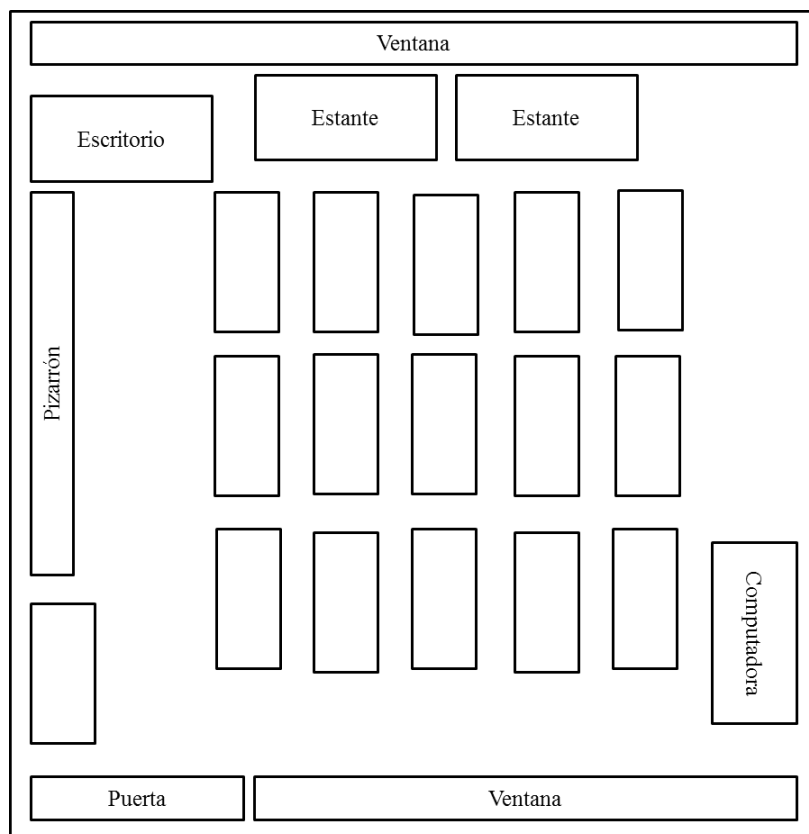 Ventana
Estante
Estante
Escritorio
Pizarrón
Computadora
Puerta
Ventana